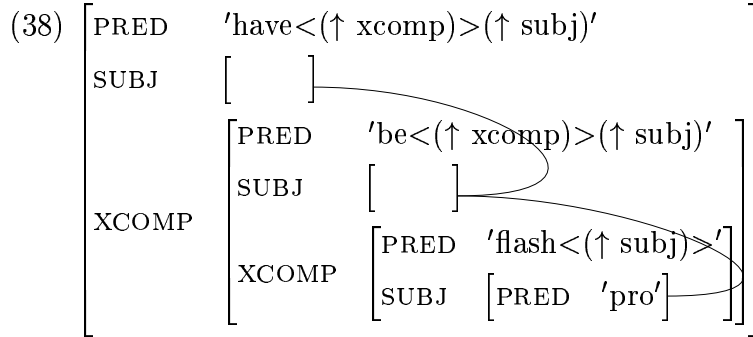 (38) PRED 'have<(↑ xcomp)>(↑ subj)'
SUBJ [ ]
PRED 'be<(↑ xcomp)>(↑ subj)'
SUBJ [ ]
XCOMP
PRED 'flash<(↑ subj)>'
XCOMP
SUBJ [PRED 'pro']